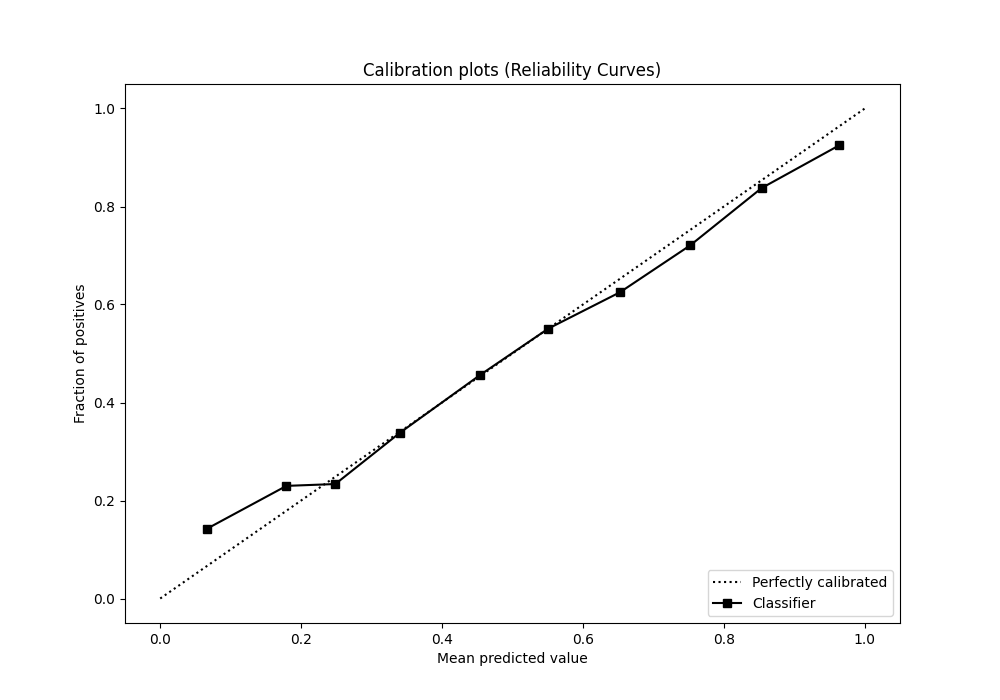 Calibration plots (Reliability Curves)
1.0
0.8
0.6
0.4
0.2
0.0
Fraction of positives
0.0 0.2 0.4 0.6 0.8 1.0
Mean predicted value
Perfectly calibrated
Classifier